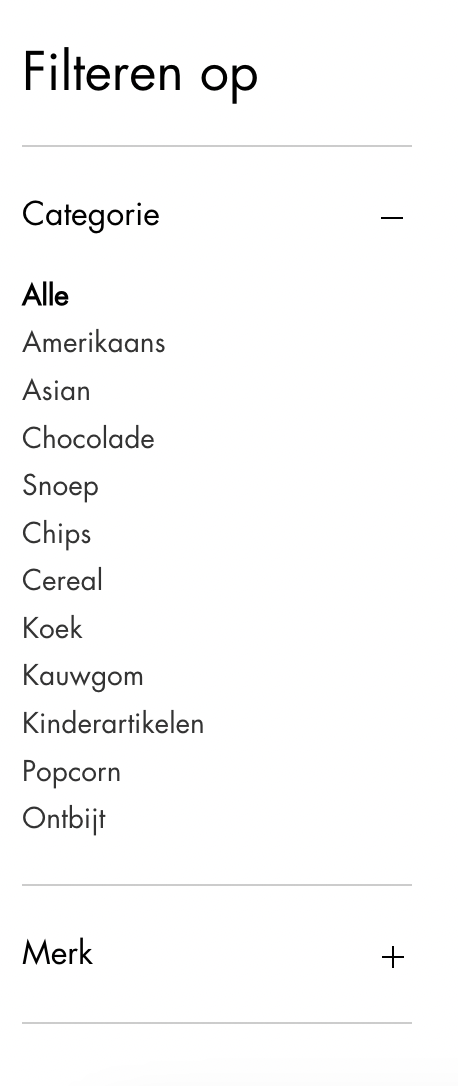 Filteren op
Categorie
Alle
Amerikaans
Asian
Chocolade
Snoep
Chips
Cereal
Koek
Kauwgom
Kinderartikelen
Popcorn
Ontbijt
Merk